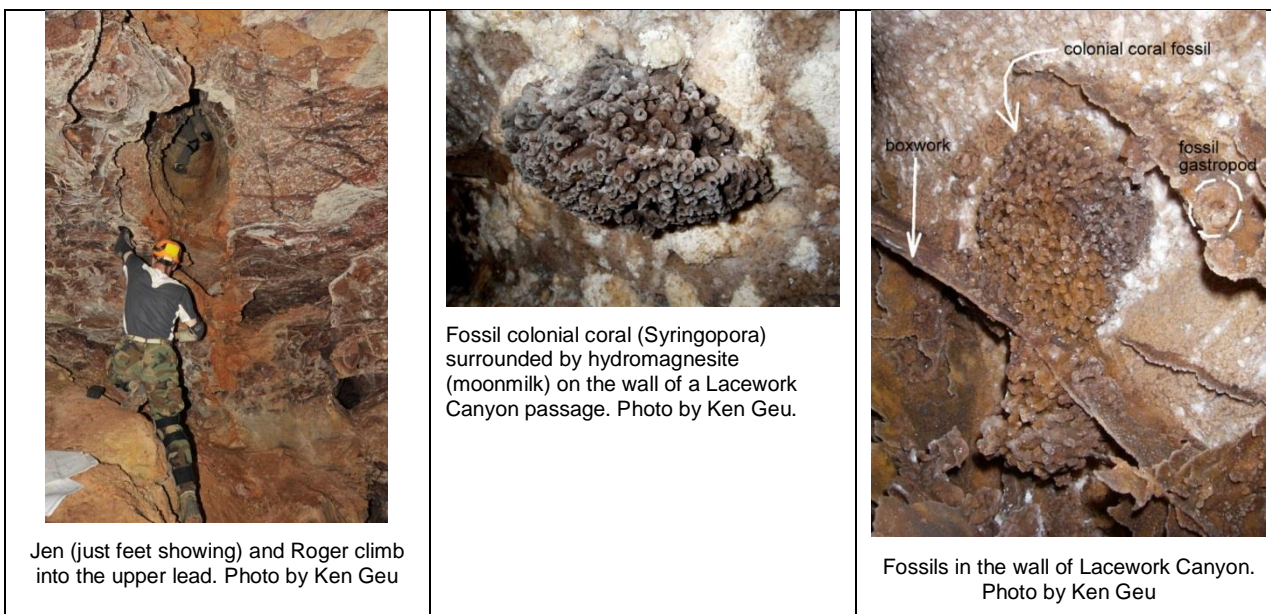 Jen (just feet showing) and Roger climb
into the upper lead. Photo by Ken Geu
Fossil colonial coral (Syringopora)
surrounded by hydromagnesite
(moonmilk) on the wall of a Lacework
Canyon passage. Photo by Ken Geu.
colonial coral fossil
boxwork
fossil
gastropod
Fossils in the wall of Lacework Canyon.
Photo by Ken Geu